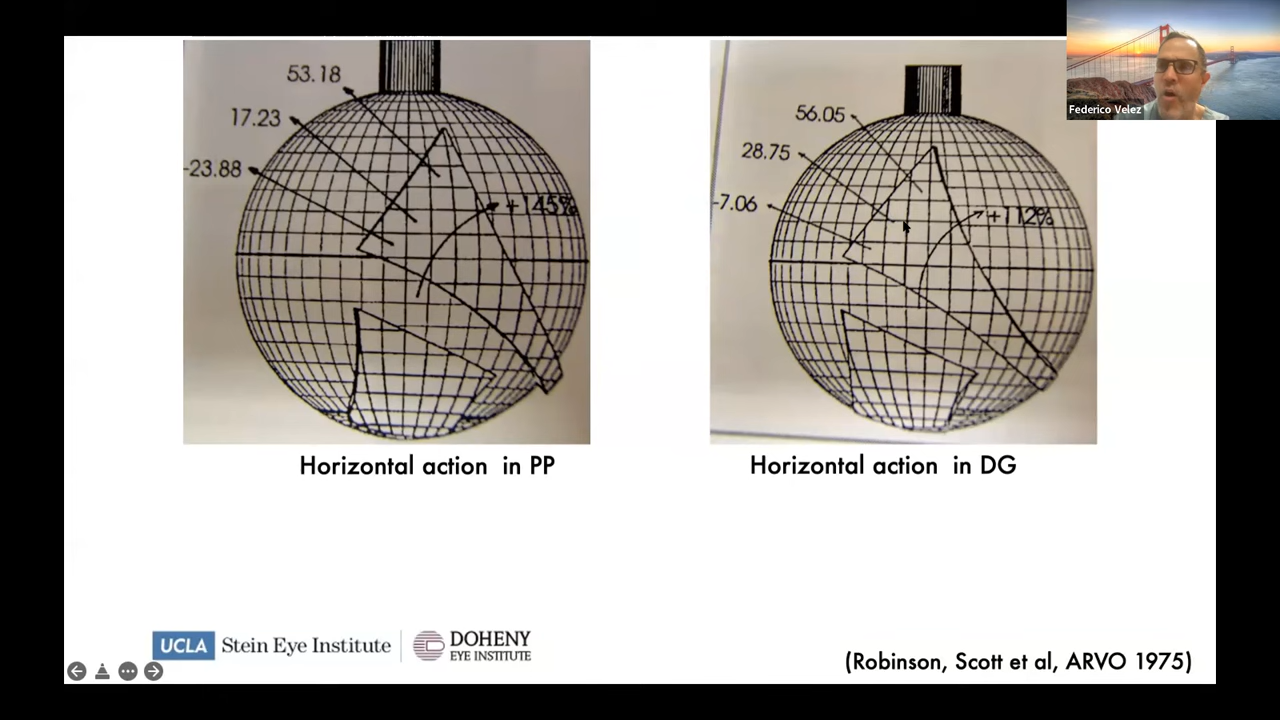 53.18
17.23
-23.88
+145%
Horizontal action in PP
56.05
28.75
-7.06
+112%
Horizontal action in DG
Federico Velez
UCLA Stein Eye Institute
DOHENY
EYE INSTITUTE
(Robinson, Scott et al, ARVO 1975)